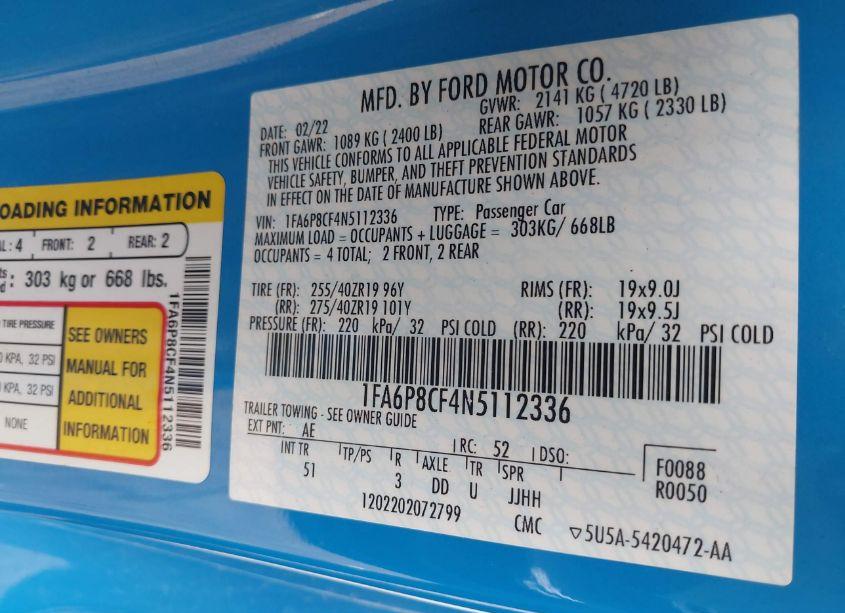 OADING INFORMATION
AL: 4 FRONT: 2 REAR: 2
303 kg or 668 lbs.
TIRE PRESSURE
KPA, 32 PSI
KPA, 32 PSI
NONE
SEE OWNERS
MANUAL FOR
ADDITIONAL
INFORMATION
1FA6P8CF4N5112336
MFD. BY FORD MOTOR CO.
DATE: 02/22 GVWR: 2141 KG ( 4720 LB)
FRONT GAWR: 1089 KG ( 2400 LB) REAR GAWR: 1057 KG ( 2330 LB)
THIS VEHICLE CONFORMS TO ALL APPLICABLE FEDERAL MOTOR
VEHICLE SAFETY, BUMPER, AND THEFT PREVENTION STANDARDS
IN EFFECT ON THE DATE OF MANUFACTURE SHOWN ABOVE.
VIN: 1FA6P8CF4N5112336 TYPE: Passenger Car
MAXIMUM LOAD = OCCUPANTS + LUGGAGE = 303KG/ 668LB
OCCUPANTS = 4 TOTAL; 2 FRONT, 2 REAR
TIRE (FR): 255/40ZR19 96Y RIMS (FR): 19x9.0J
(RR): 275/40ZR19 101Y (RR): 19x9.5J
PRESSURE (FR): 220 kPa/ 32 PSI COLD (RR): 220 kPa/ 32 PSI COLD
1FA6P8CF4N5112336
TRAILER TOWING - SEE OWNER GUIDE
EXT PNT: AE RC: 52 DSO:
INT TR TP/PS R AXLE TR SPR
51 3 DD U JJHH
F0088
R0050
1202202072799 CMC ▽5U5A-5420472-AA